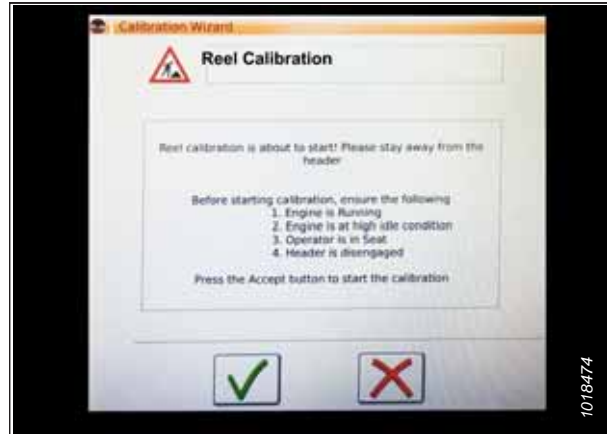 Calibration Wizard
Reel Calibration
Reel calibration is about to start! Please stay away from the
header
Before starting calibration, ensure the following
1. Engine is Running
2. Engine is at high idle condition
3. Operator is in Seat
4. Header is disengaged
Press the Accept button to start the calibration
1018474